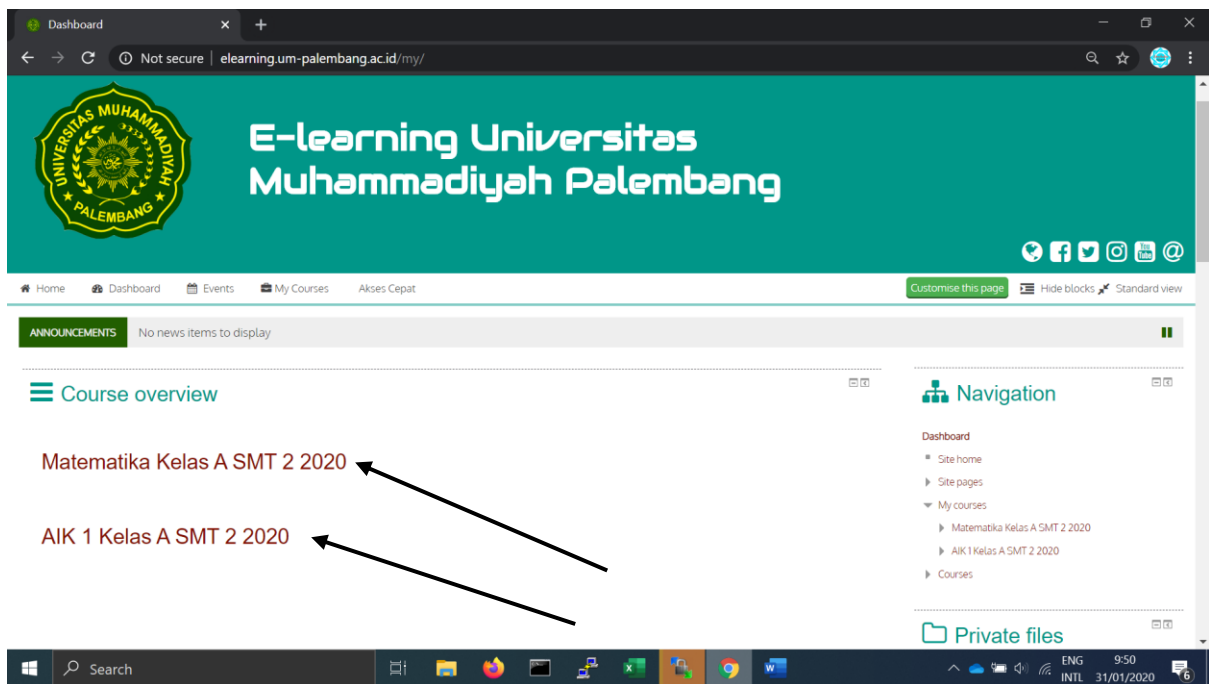 Dashboard
Not secure | elearning.um-palembang.ac.id/my/
UNIVERSITAS MUHAMMADIYAH
PALEMBANG
E-learning Universitas
Muhammadiyah Palembang
You
Tube
Home Dashboard Events My Courses Akses Cepat Customise this page Hide blocks Standard view
ANNOUNCEMENTS No news items to display
Course overview
Matematika Kelas A SMT 2 2020
AIK 1 Kelas A SMT 2 2020
Navigation
Dashboard
Site home
Site pages
My courses
Matematika Kelas A SMT 2 2020
AIK 1 Kelas A SMT 2 2020
Courses
Private files
Search
ENG 9:50
INTL 31/01/2020
6